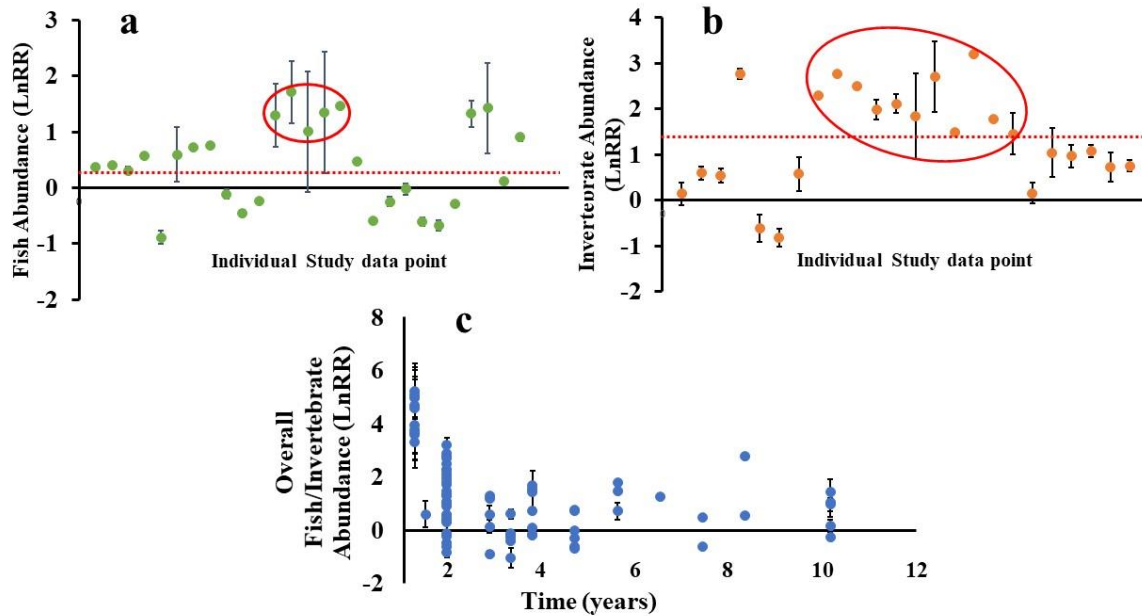 a
Fish Abundance (LnRR)
3
2
1
0
-1
-2
Individual Study data point
b
Invertebrate Abundance
(LnRR)
4
3
2
1
0
-1
-2
Individual Study data point
c
Overall
Fish/Invertebrate
Abundance (LnRR)
8
6
4
2
0
-2
2 4 6 8 10 12
Time (years)